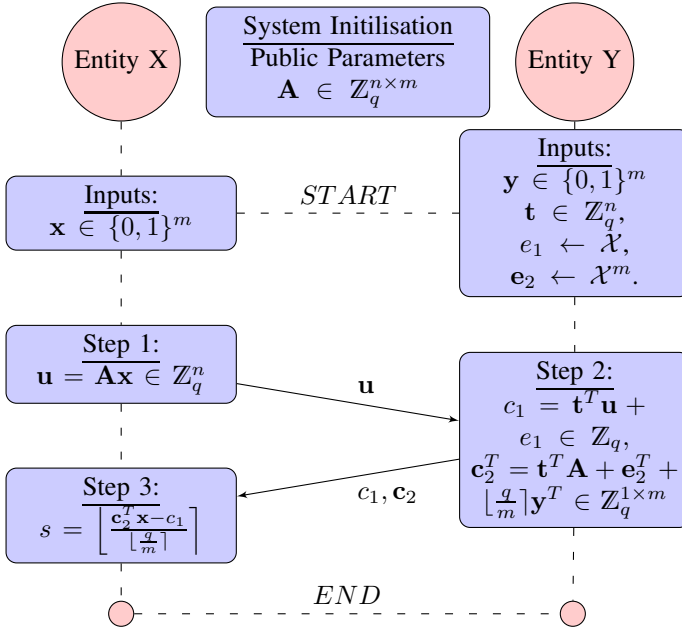 Entity X
System Initilisation
Public Parameters
𝐀 ∈ ℤ_q^{n×m}
Entity Y
Inputs:
𝐱 ∈ {0, 1}^m
START
Inputs:
𝐲 ∈ {0, 1}^m
𝐭 ∈ ℤ_q^n,
e_1 ← 𝒳,
𝐞_2 ← 𝒳^m.
Step 1:
𝐮 = 𝐀𝐱 ∈ ℤ_q^n
𝐮
Step 2:
c_1 = 𝐭^T 𝐮 +
e_1 ∈ ℤ_q,
𝐜_2^T = 𝐭^T 𝐀 + 𝐞_2^T +
⌊q/m⌉𝐲^T ∈ ℤ_q^{1×m}
c_1, 𝐜_2
Step 3:
s = ⌊(𝐜_2^T 𝐱 − c_1)/⌊q/m⌉⌉
END